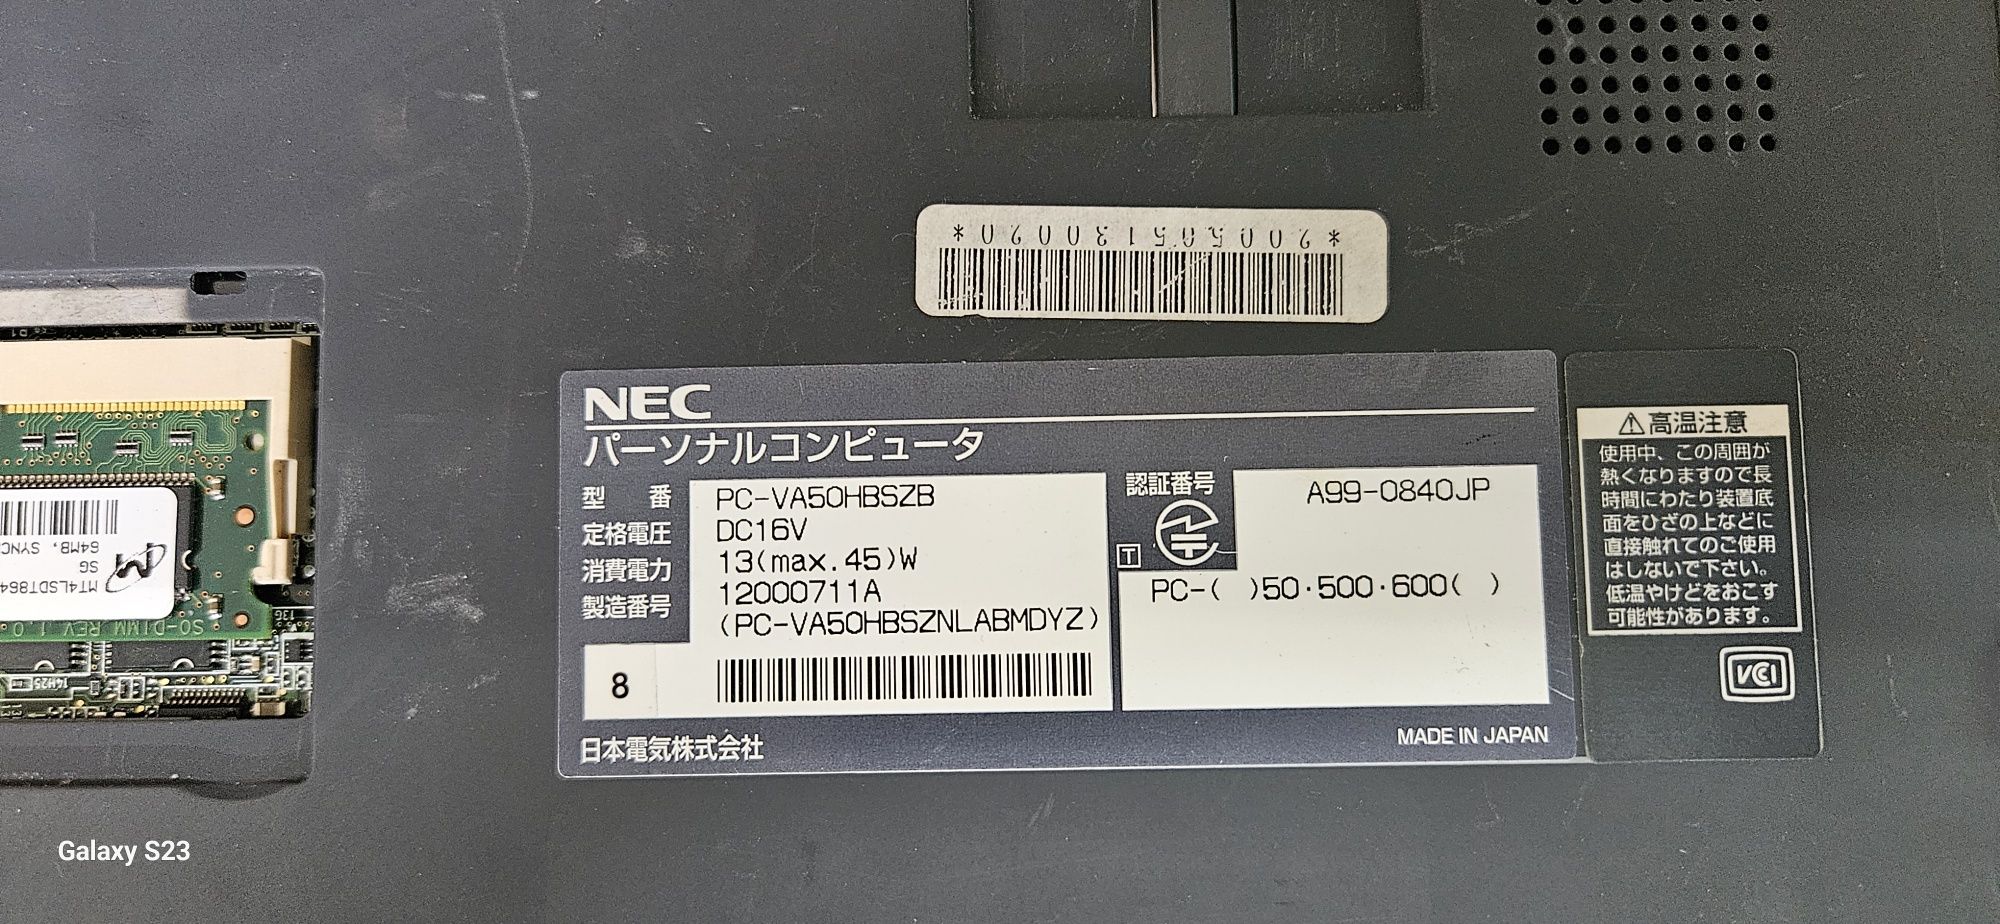 *200505130020*
NEC
パーソナルコンピュータ
型 番 PC-VA50HBSZB
定格電圧 DC16V
消費電力 13(max.45)W
製造番号 12000711A
(PC-VA50HBSZNLABMDYZ)
8
日本電気株式会社
認証番号 A99-0840JP
T
PC-( )50·500·600( )
MADE IN JAPAN
⚠高温注意
使用中、この周囲が
熱くなりますので長
時間にわたり装置底
面をひざの上などに
直接触れてのご使用
はしないで下さい。
低温やけどをおこす
可能性があります。
VCI
64MB, SYNC
SG
MT4LSDT864
SO-DIMM REV 1.0
14H25
Galaxy S23